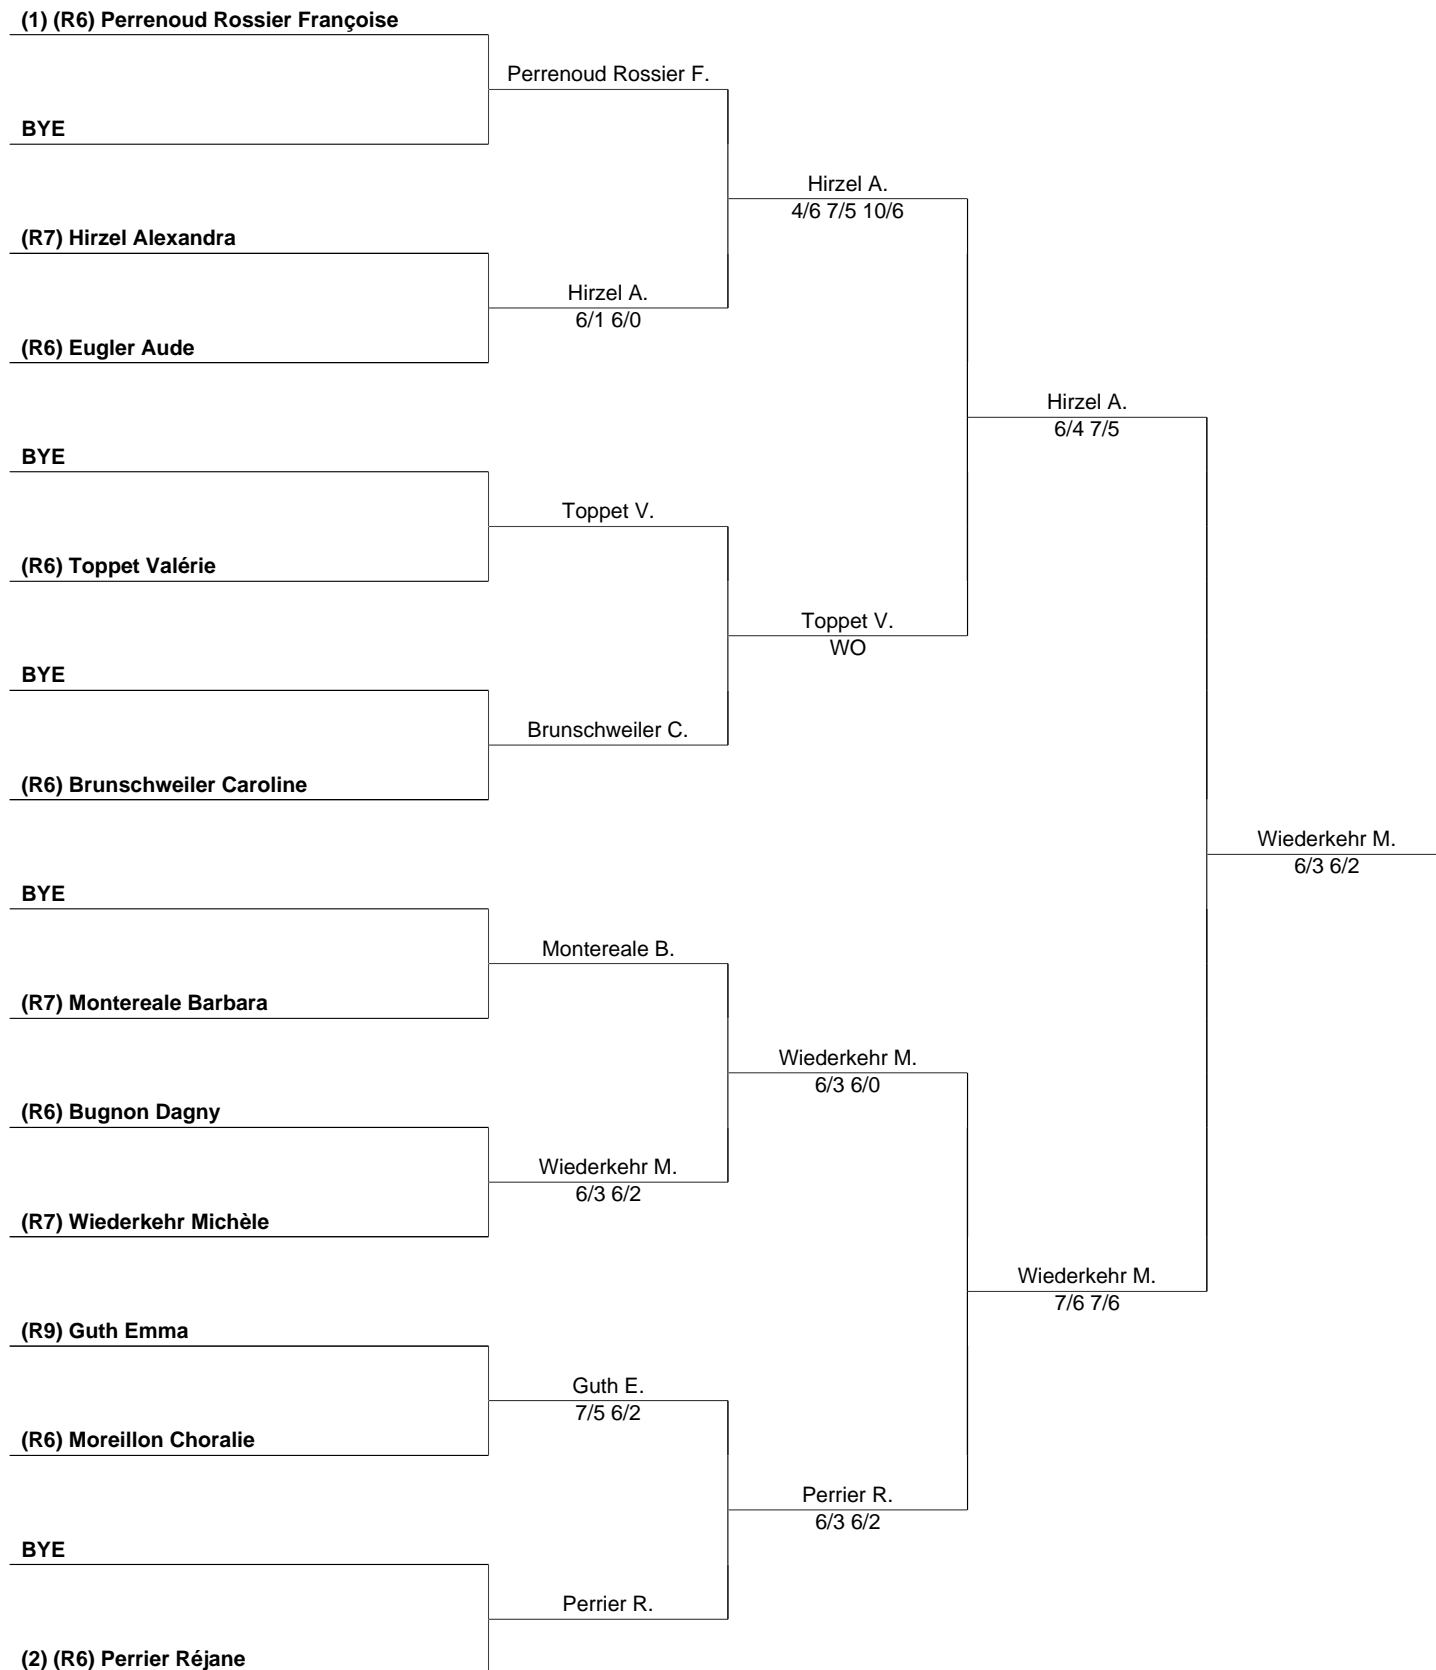 (1) (R6) Perrenoud Rossier Françoise
Perrenoud Rossier F.
BYE
Hirzel A.
4/6 7/5 10/6
(R7) Hirzel Alexandra
Hirzel A.
6/1 6/0
(R6) Eugler Aude
Hirzel A.
6/4 7/5
BYE
Toppet V.
(R6) Toppet Valérie
Toppet V.
WO
BYE
Brunschweiler C.
(R6) Brunschweiler Caroline
Wiederkehr M.
6/3 6/2
BYE
Montereale B.
(R7) Montereale Barbara
Wiederkehr M.
6/3 6/0
(R6) Bugnon Dagny
Wiederkehr M.
6/3 6/2
(R7) Wiederkehr Michèle
Wiederkehr M.
7/6 7/6
(R9) Guth Emma
Guth E.
7/5 6/2
(R6) Moreillon Choralie
Perrier R.
6/3 6/2
BYE
Perrier R.
(2) (R6) Perrier Réjane